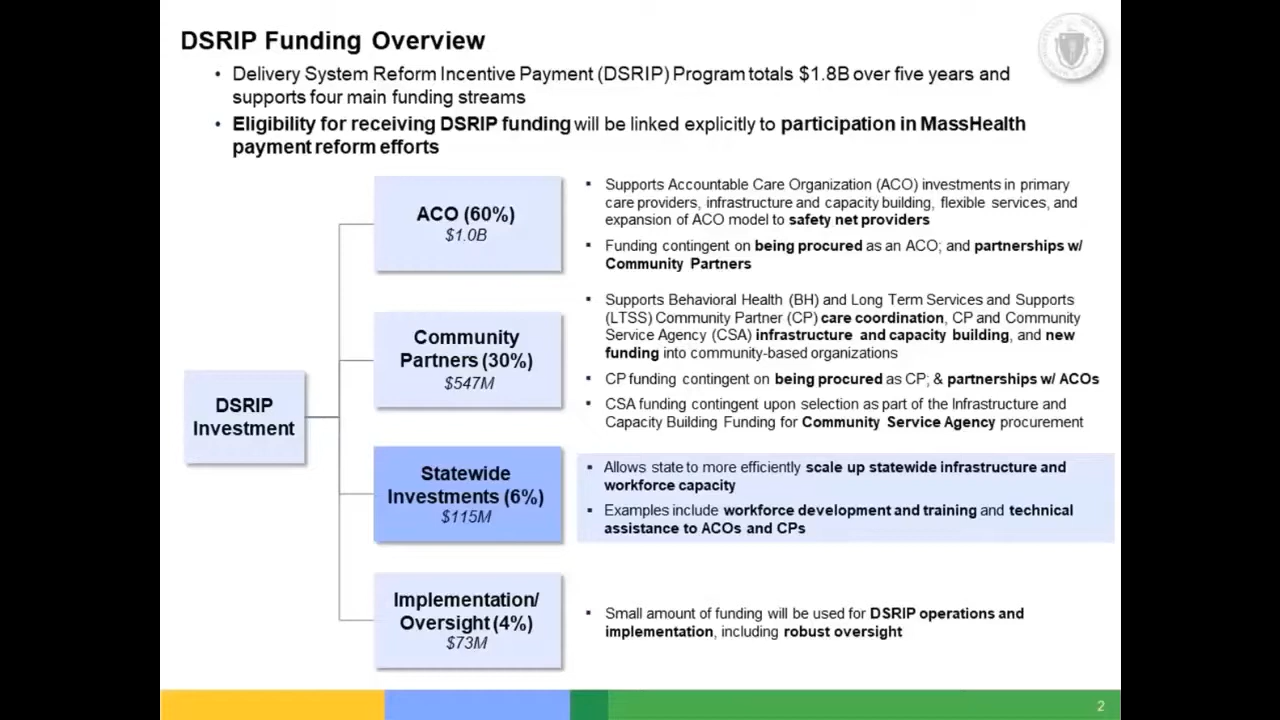 DSRIP Funding Overview
• Delivery System Reform Incentive Payment (DSRIP) Program totals $1.8B over five years and
supports four main funding streams
• Eligibility for receiving DSRIP funding will be linked explicitly to participation in MassHealth
payment reform efforts
DSRIP
Investment
ACO (60%)
$1.0B
▪ Supports Accountable Care Organization (ACO) investments in primary
care providers, infrastructure and capacity building, flexible services, and
expansion of ACO model to safety net providers
▪ Funding contingent on being procured as an ACO; and partnerships w/
Community Partners
Community
Partners (30%)
$547M
▪ Supports Behavioral Health (BH) and Long Term Services and Supports
(LTSS) Community Partner (CP) care coordination, CP and Community
Service Agency (CSA) infrastructure and capacity building, and new
funding into community-based organizations
▪ CP funding contingent on being procured as CP; & partnerships w/ ACOs
▪ CSA funding contingent upon selection as part of the Infrastructure and
Capacity Building Funding for Community Service Agency procurement
Statewide
Investments (6%)
$115M
▪ Allows state to more efficiently scale up statewide infrastructure and
workforce capacity
▪ Examples include workforce development and training and technical
assistance to ACOs and CPs
Implementation/
Oversight (4%)
$73M
▪ Small amount of funding will be used for DSRIP operations and
implementation, including robust oversight
2